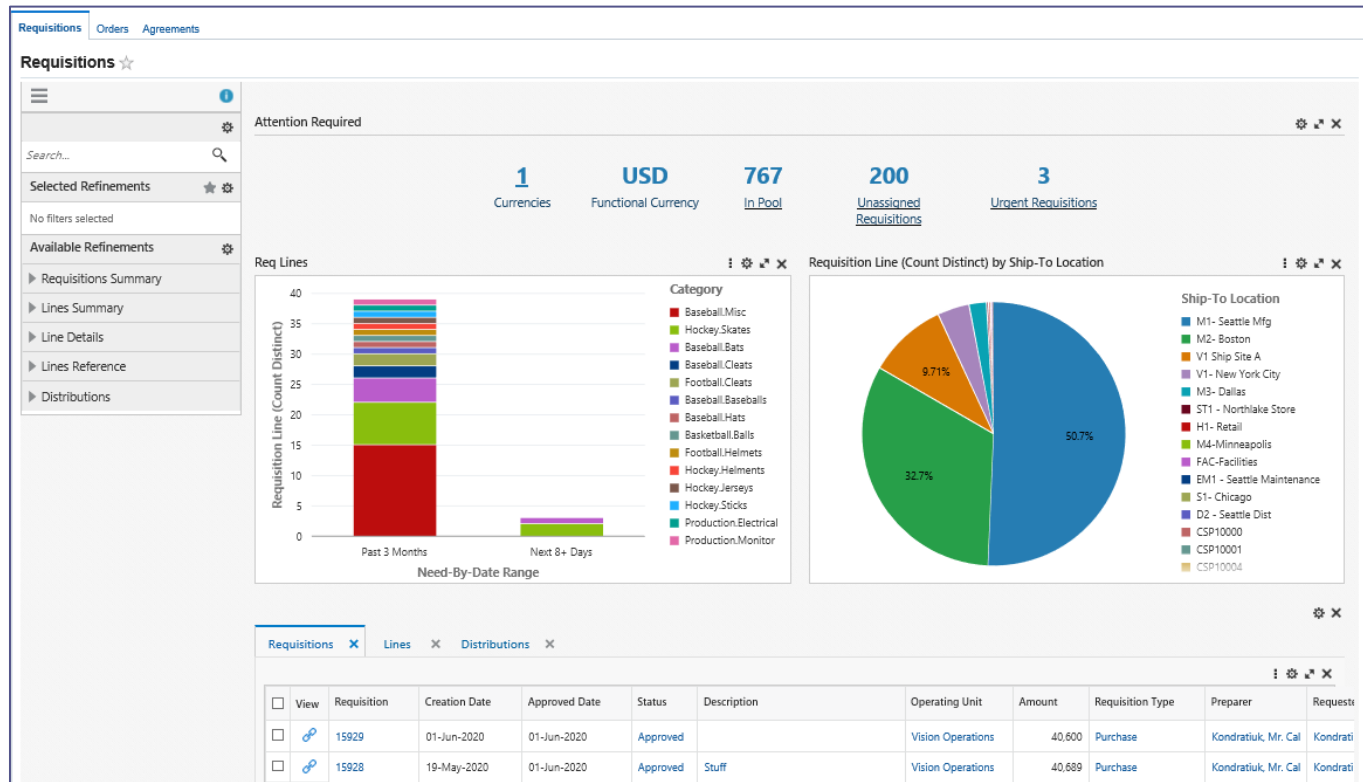 Requisitions Orders Agreements
Requisitions
Search...
Selected Refinements
No filters selected
Available Refinements
Requisitions Summary
Lines Summary
Line Details
Lines Reference
Distributions
Attention Required
1 USD 767 200 3
Currencies Functional Currency In Pool Unassigned Urgent Requisitions
Requisitions
Req Lines
Category
40
35
30
25
20
15
10
5
0
Requisition Line (Count Distinct)
Past 3 Months Next 8+ Days
Need-By-Date Range
Baseball.Misc
Hockey.Skates
Baseball.Bats
Baseball.Cleats
Football.Cleats
Baseball.Baseballs
Baseball.Hats
Basketball.Balls
Football.Helmets
Hockey.Helments
Hockey.Jerseys
Hockey.Sticks
Production.Electrical
Production.Monitor
Requisition Line (Count Distinct) by Ship-To Location
9.71%
50.7%
32.7%
Ship-To Location
M1- Seattle Mfg
M2- Boston
V1 Ship Site A
V1- New York City
M3- Dallas
ST1 - Northlake Store
H1- Retail
M4-Minneapolis
FAC-Facilities
EM1 - Seattle Maintenance
S1- Chicago
D2 - Seattle Dist
CSP10000
CSP10001
CSP10004
Requisitions Lines Distributions
View Requisition Creation Date Approved Date Status Description Operating Unit Amount Requisition Type Preparer Requeste
15929 01-Jun-2020 01-Jun-2020 Approved Vision Operations 40,600 Purchase Kondratiuk, Mr. Cal Kondrati
15928 19-May-2020 01-Jun-2020 Approved Stuff Vision Operations 40,689 Purchase Kondratiuk, Mr. Cal Kondrati